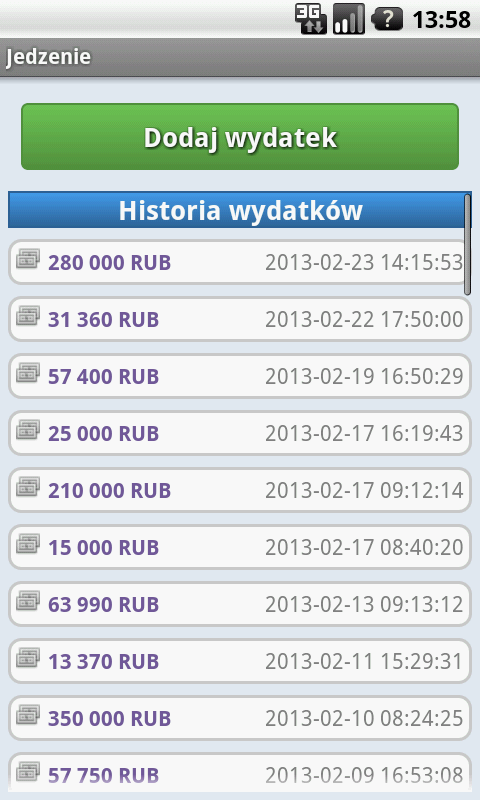 3G ? 13:58
Jedzenie
Dodaj wydatek
Historia wydatków
280 000 RUB 2013-02-23 14:15:53
31 360 RUB 2013-02-22 17:50:00
57 400 RUB 2013-02-19 16:50:29
25 000 RUB 2013-02-17 16:19:43
210 000 RUB 2013-02-17 09:12:14
15 000 RUB 2013-02-17 08:40:20
63 990 RUB 2013-02-13 09:13:12
13 370 RUB 2013-02-11 15:29:31
350 000 RUB 2013-02-10 08:24:25
57 750 RUB 2013-02-09 16:53:08